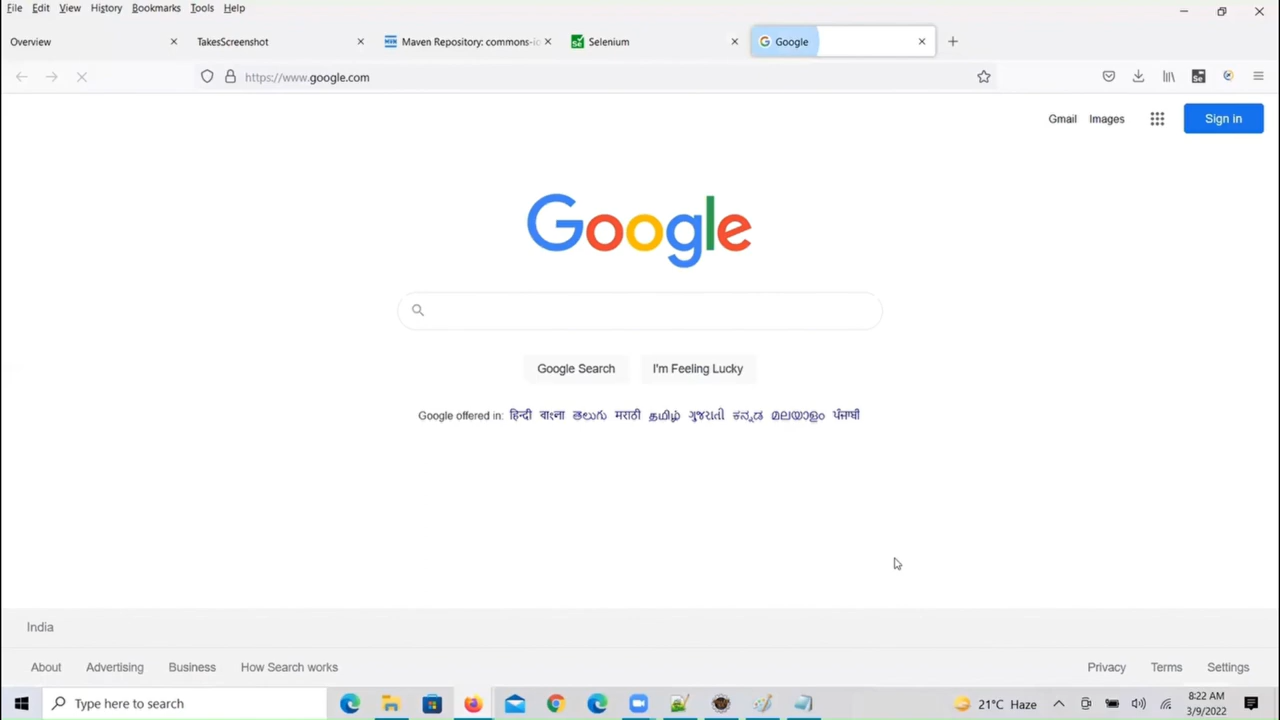 File Edit View History Bookmarks Tools Help
Overview TakesScreenshot Maven Repository: commons-io Selenium Google
https://www.google.com
Gmail Images Sign in
Google
Google Search I'm Feeling Lucky
Google offered in: हिन्दी বাংলা తెలుగు मराठी தமிழ் ગુજરાતી ಕನ್ನಡ മലയാളം ਪੰਜਾਬੀ
India
About Advertising Business How Search works Privacy Terms Settings
Type here to search 21°C Haze 8:22 AM
3/9/2022